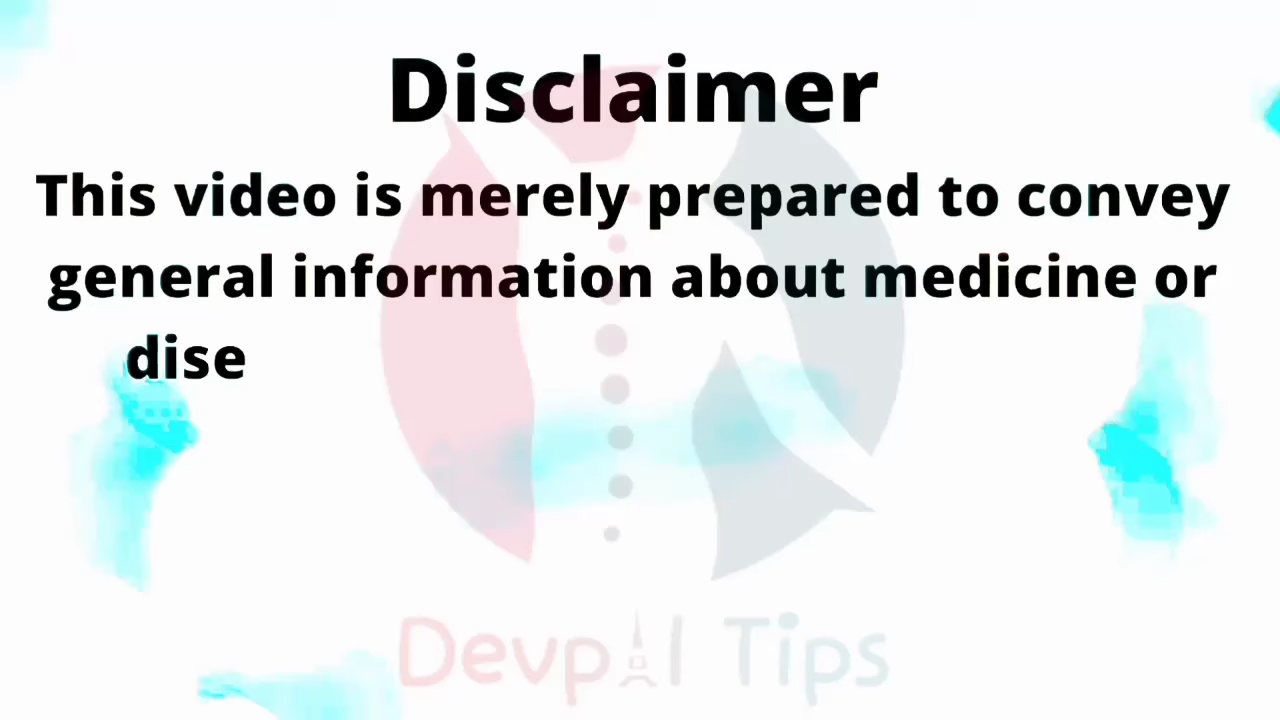 Disclaimer
This video is merely prepared to convey
general information about medicine or
dise
Devpal Tips